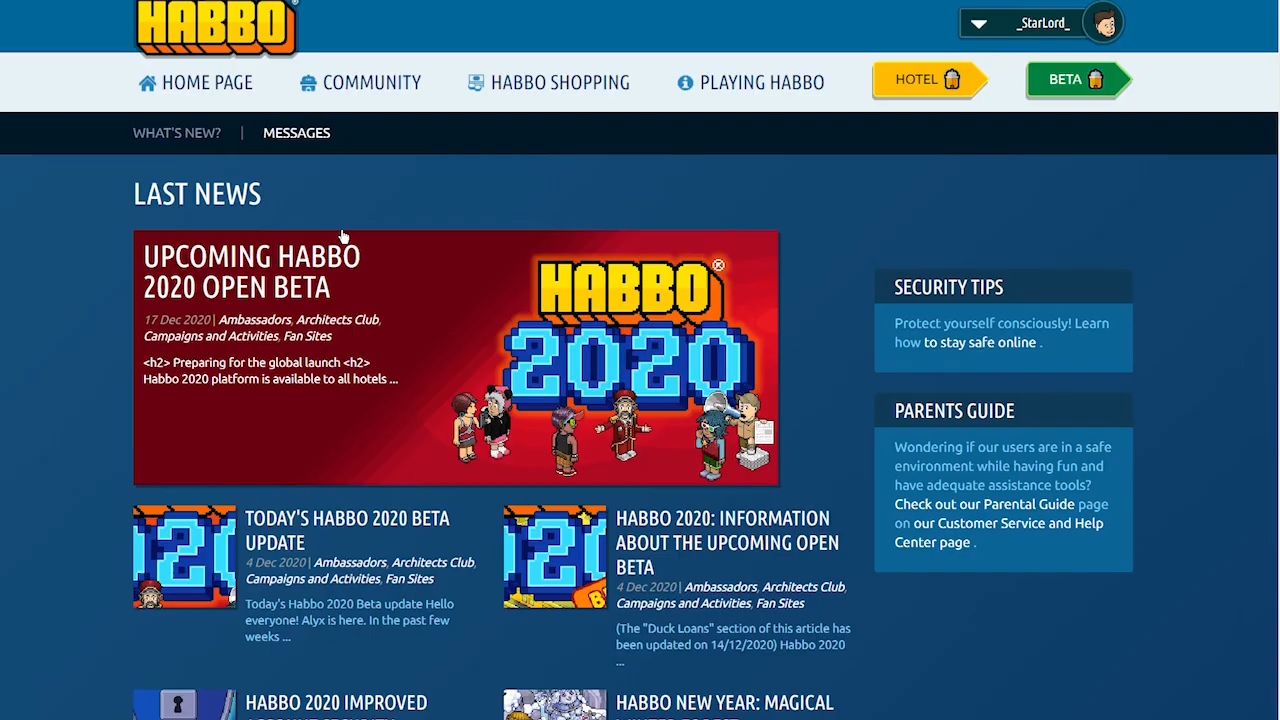 HABBO
_StarLord_
HOME PAGE
COMMUNITY
HABBO SHOPPING
PLAYING HABBO
HOTEL
BETA
WHAT'S NEW? | MESSAGES
LAST NEWS
UPCOMING HABBO
2020 OPEN BETA
17 Dec 2020 | Ambassadors, Architects Club,
Campaigns and Activities, Fan Sites
<h2> Preparing for the global launch <h2>
Habbo 2020 platform is available to all hotels ...
HABBO
2020
SECURITY TIPS
Protect yourself consciously! Learn
how to stay safe online .
PARENTS GUIDE
Wondering if our users are in a safe
environment while having fun and
have adequate assistance tools?
Check out our Parental Guide page
on our Customer Service and Help
Center page .
TODAY'S HABBO 2020 BETA
UPDATE
4 Dec 2020 | Ambassadors, Architects Club,
Campaigns and Activities, Fan Sites
Today's Habbo 2020 Beta update Hello
everyone! Alyx is here. In the past few
weeks ...
HABBO 2020: INFORMATION
ABOUT THE UPCOMING OPEN
BETA
4 Dec 2020 | Ambassadors, Architects Club,
Campaigns and Activities, Fan Sites
(The "Duck Loans" section of this article has
been updated on 14/12/2020) Habbo 2020
...
HABBO 2020 IMPROVED
HABBO NEW YEAR: MAGICAL